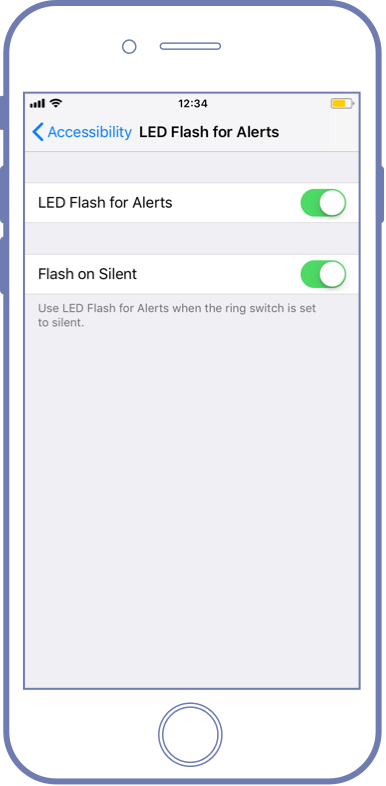 12:34
Accessibility LED Flash for Alerts
LED Flash for Alerts
Flash on Silent
Use LED Flash for Alerts when the ring switch is set
to silent.